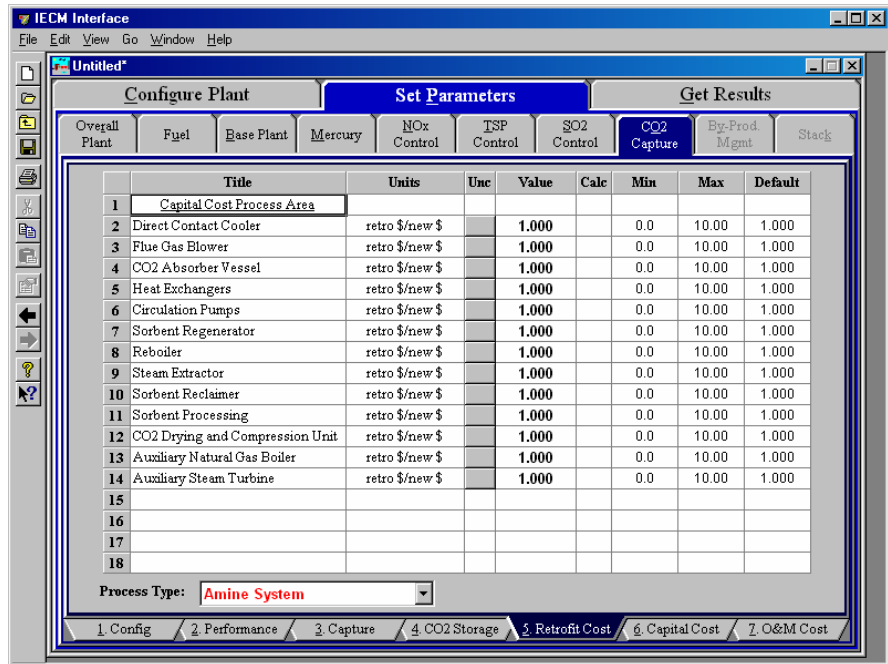 IECM Interface
File Edit View Go Window Help
Untitled*
Configure Plant Set Parameters Get Results
Overall Plant Fuel Base Plant Mercury NOx Control TSP Control SO2 Control CO2 Capture By-Prod. Mgmt Stack
Title Units Unc Value Calc Min Max Default
1 Capital Cost Process Area
2 Direct Contact Cooler retro $/new $ 1.000 0.0 10.00 1.000
3 Flue Gas Blower retro $/new $ 1.000 0.0 10.00 1.000
4 CO2 Absorber Vessel retro $/new $ 1.000 0.0 10.00 1.000
5 Heat Exchangers retro $/new $ 1.000 0.0 10.00 1.000
6 Circulation Pumps retro $/new $ 1.000 0.0 10.00 1.000
7 Sorbent Regenerator retro $/new $ 1.000 0.0 10.00 1.000
8 Reboiler retro $/new $ 1.000 0.0 10.00 1.000
9 Steam Extractor retro $/new $ 1.000 0.0 10.00 1.000
10 Sorbent Reclaimer retro $/new $ 1.000 0.0 10.00 1.000
11 Sorbent Processing retro $/new $ 1.000 0.0 10.00 1.000
12 CO2 Drying and Compression Unit retro $/new $ 1.000 0.0 10.00 1.000
13 Auxiliary Natural Gas Boiler retro $/new $ 1.000 0.0 10.00 1.000
14 Auxiliary Steam Turbine retro $/new $ 1.000 0.0 10.00 1.000
15
16
17
18
Process Type: Amine System
1. Config 2. Performance 3. Capture 4. CO2 Storage 5. Retrofit Cost 6. Capital Cost 7. O&M Cost